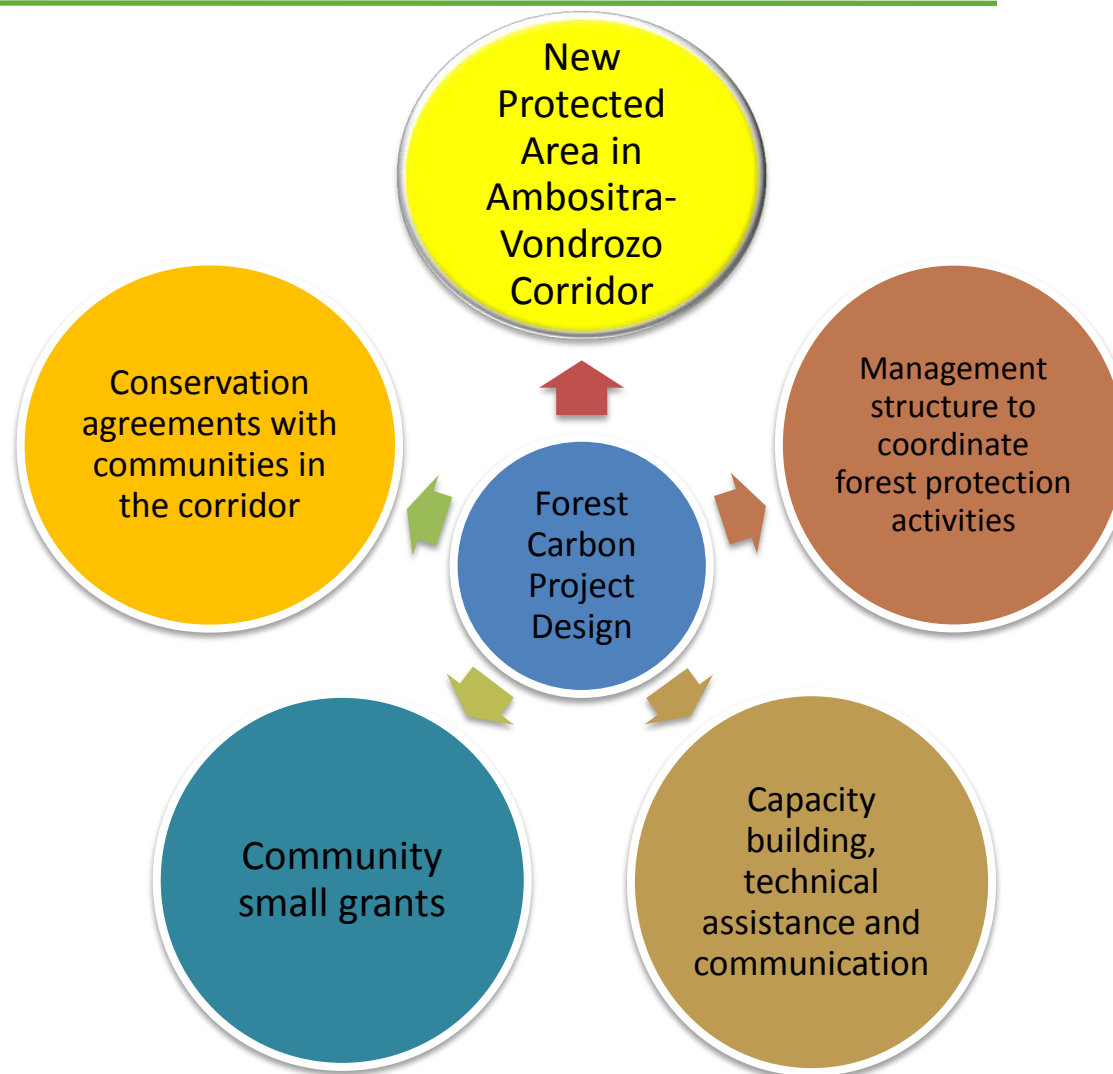 New
Protected
Area in
Ambositra-
Vondrozo
Corridor
Conservation
agreements with
communities in
the corridor
Management
structure to
coordinate
forest protection
activities
Forest
Carbon
Project
Design
Community
small grants
Capacity
building,
technical
assistance and
communication